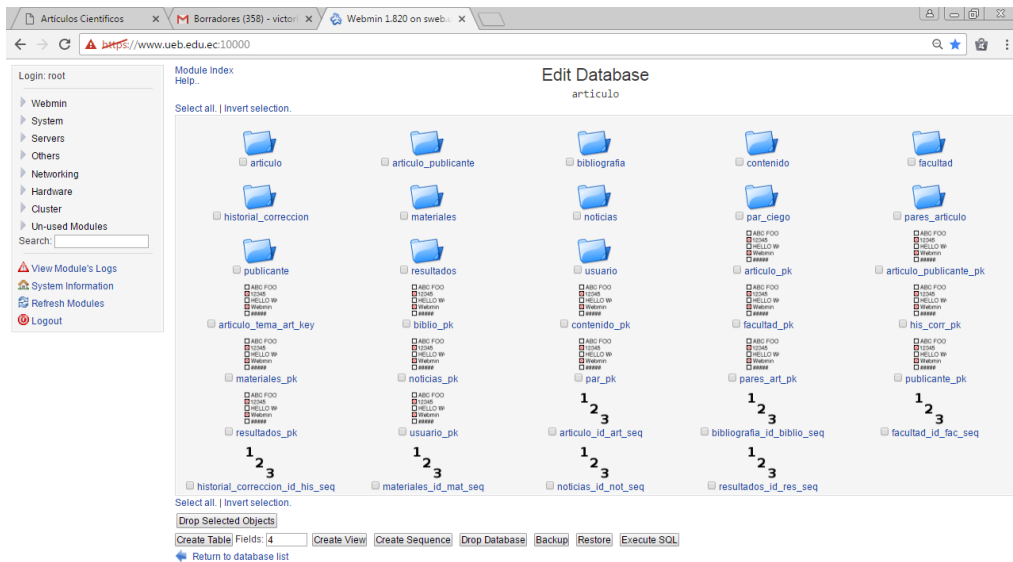 Artículos Científicos
Borradores (358) - victori
Webmin 1.820 on sweb.u
https://www.ueb.edu.ec:10000
Login: root
Webmin
System
Servers
Others
Networking
Hardware
Cluster
Un-used Modules
Search:
View Module's Logs
System Information
Refresh Modules
Logout
Module Index
Help..
Edit Database
articulo
Select all. | Invert selection.
articulo articulo_publicante bibliografia contenido facultad
historial_correccion materiales noticias par_ciego pares_articulo
publicante resultados usuario articulo_pk articulo_publicante_pk
articulo_tema_art_key biblio_pk contenido_pk facultad_pk his_corr_pk
materiales_pk noticias_pk par_pk pares_art_pk publicante_pk
resultados_pk usuario_pk articulo_id_art_seq bibliografia_id_biblio_seq facultad_id_fac_seq
historial_correccion_id_his_seq materiales_id_mat_seq noticias_id_not_seq resultados_id_res_seq
Select all. | Invert selection.
Drop Selected Objects
Create Table Fields: 4 Create View Create Sequence Drop Database Backup Restore Execute SQL
Return to database list